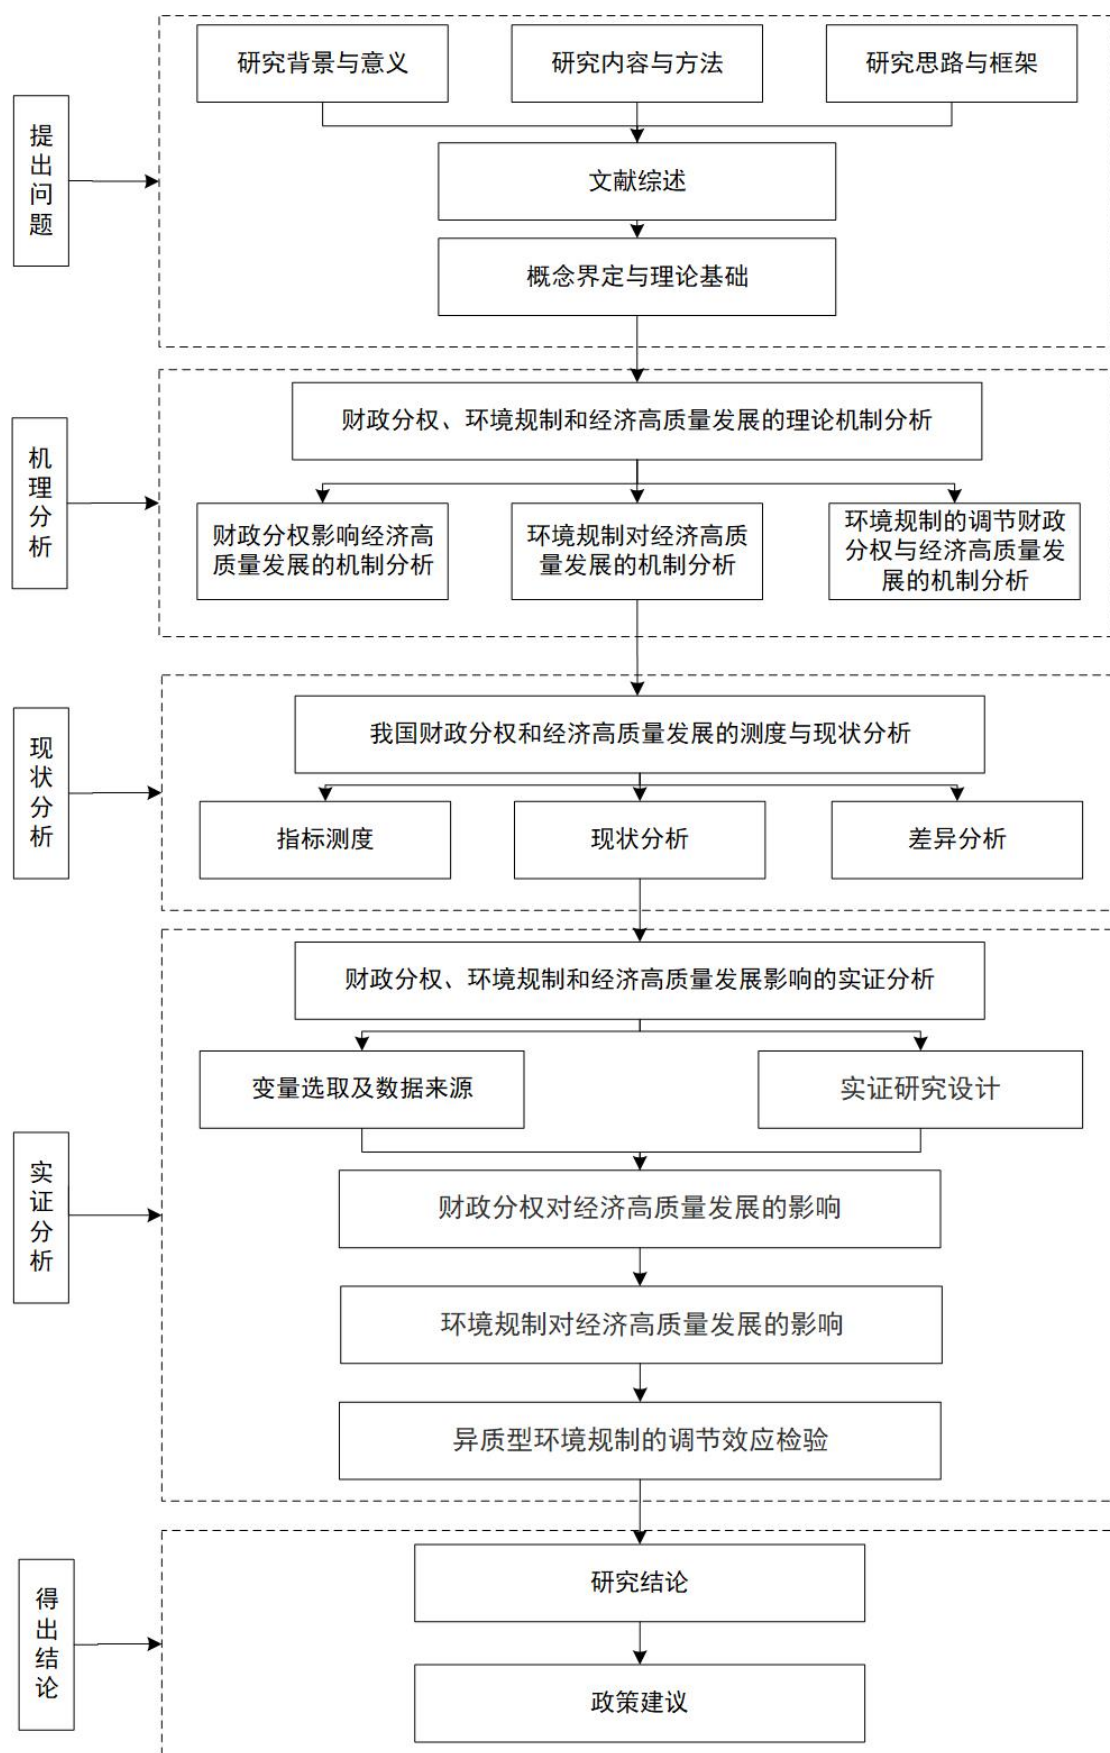 提出问题
研究背景与意义
研究内容与方法
研究思路与框架
文献综述
概念界定与理论基础
机理分析
财政分权、环境规制和经济高质量发展的理论机制分析
财政分权影响经济高
质量发展的机制分析
环境规制对经济高质
量发展的机制分析
环境规制的调节财政
分权与经济高质量发
展的机制分析
现状分析
我国财政分权和经济高质量发展的测度与现状分析
指标测度
现状分析
差异分析
实证分析
财政分权、环境规制和经济高质量发展影响的实证分析
变量选取及数据来源
实证研究设计
财政分权对经济高质量发展的影响
环境规制对经济高质量发展的影响
异质型环境规制的调节效应检验
得出结论
研究结论
政策建议